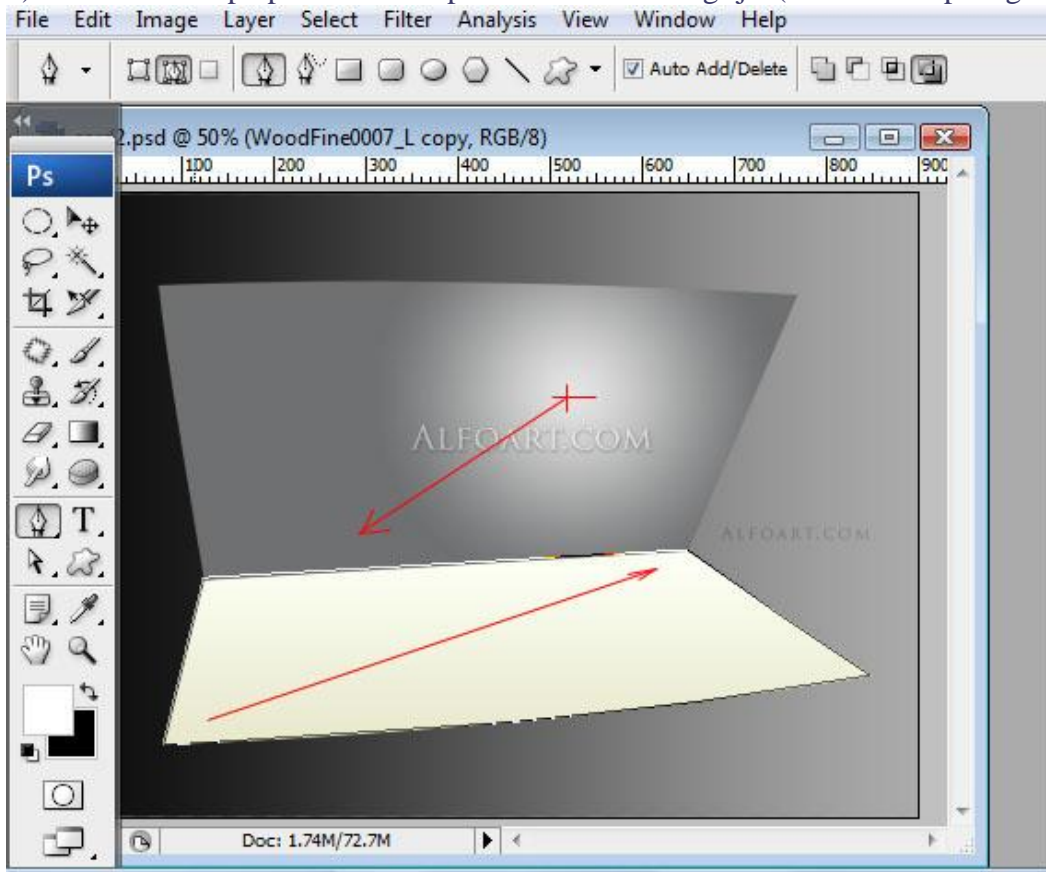 File Edit Image Layer Select Filter Analysis View Window Help
Auto Add/Delete
2.psd @ 50% (WoodFine0007_L copy, RGB/8)
Ps
100 200 300 400 500 600 700 800 900
ALFOART.COM
ALFOART.COM
T
Doc: 1.74M/72.7M